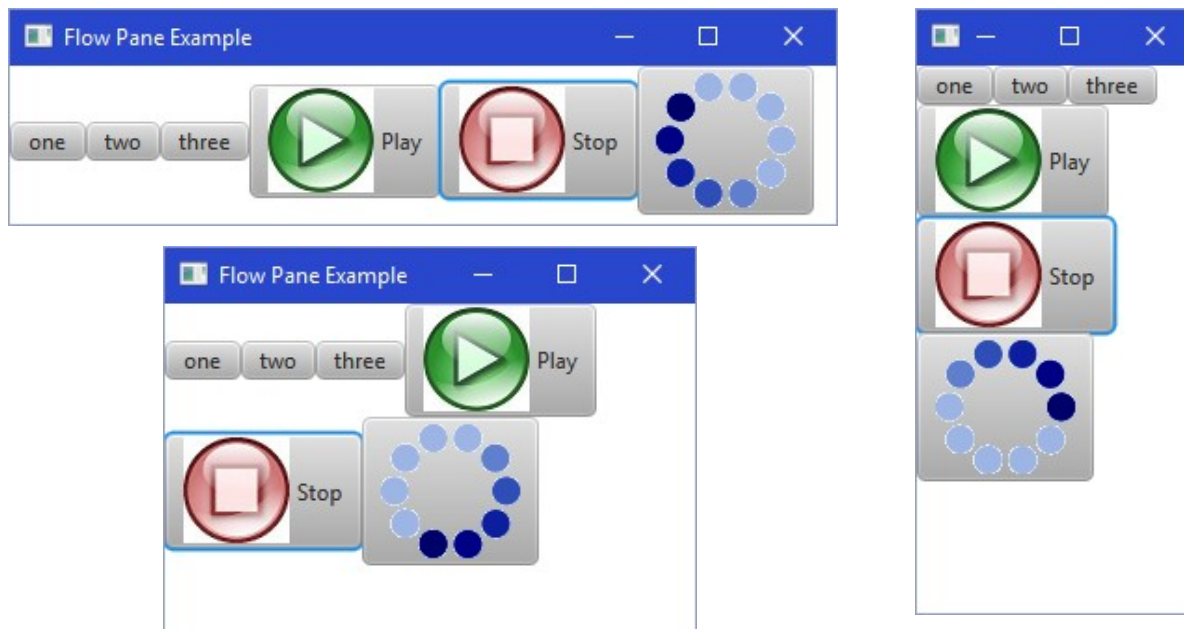 Flow Pane Example
one two three Play Stop
one two three
Play
Stop
Flow Pane Example
one two three Play
Stop